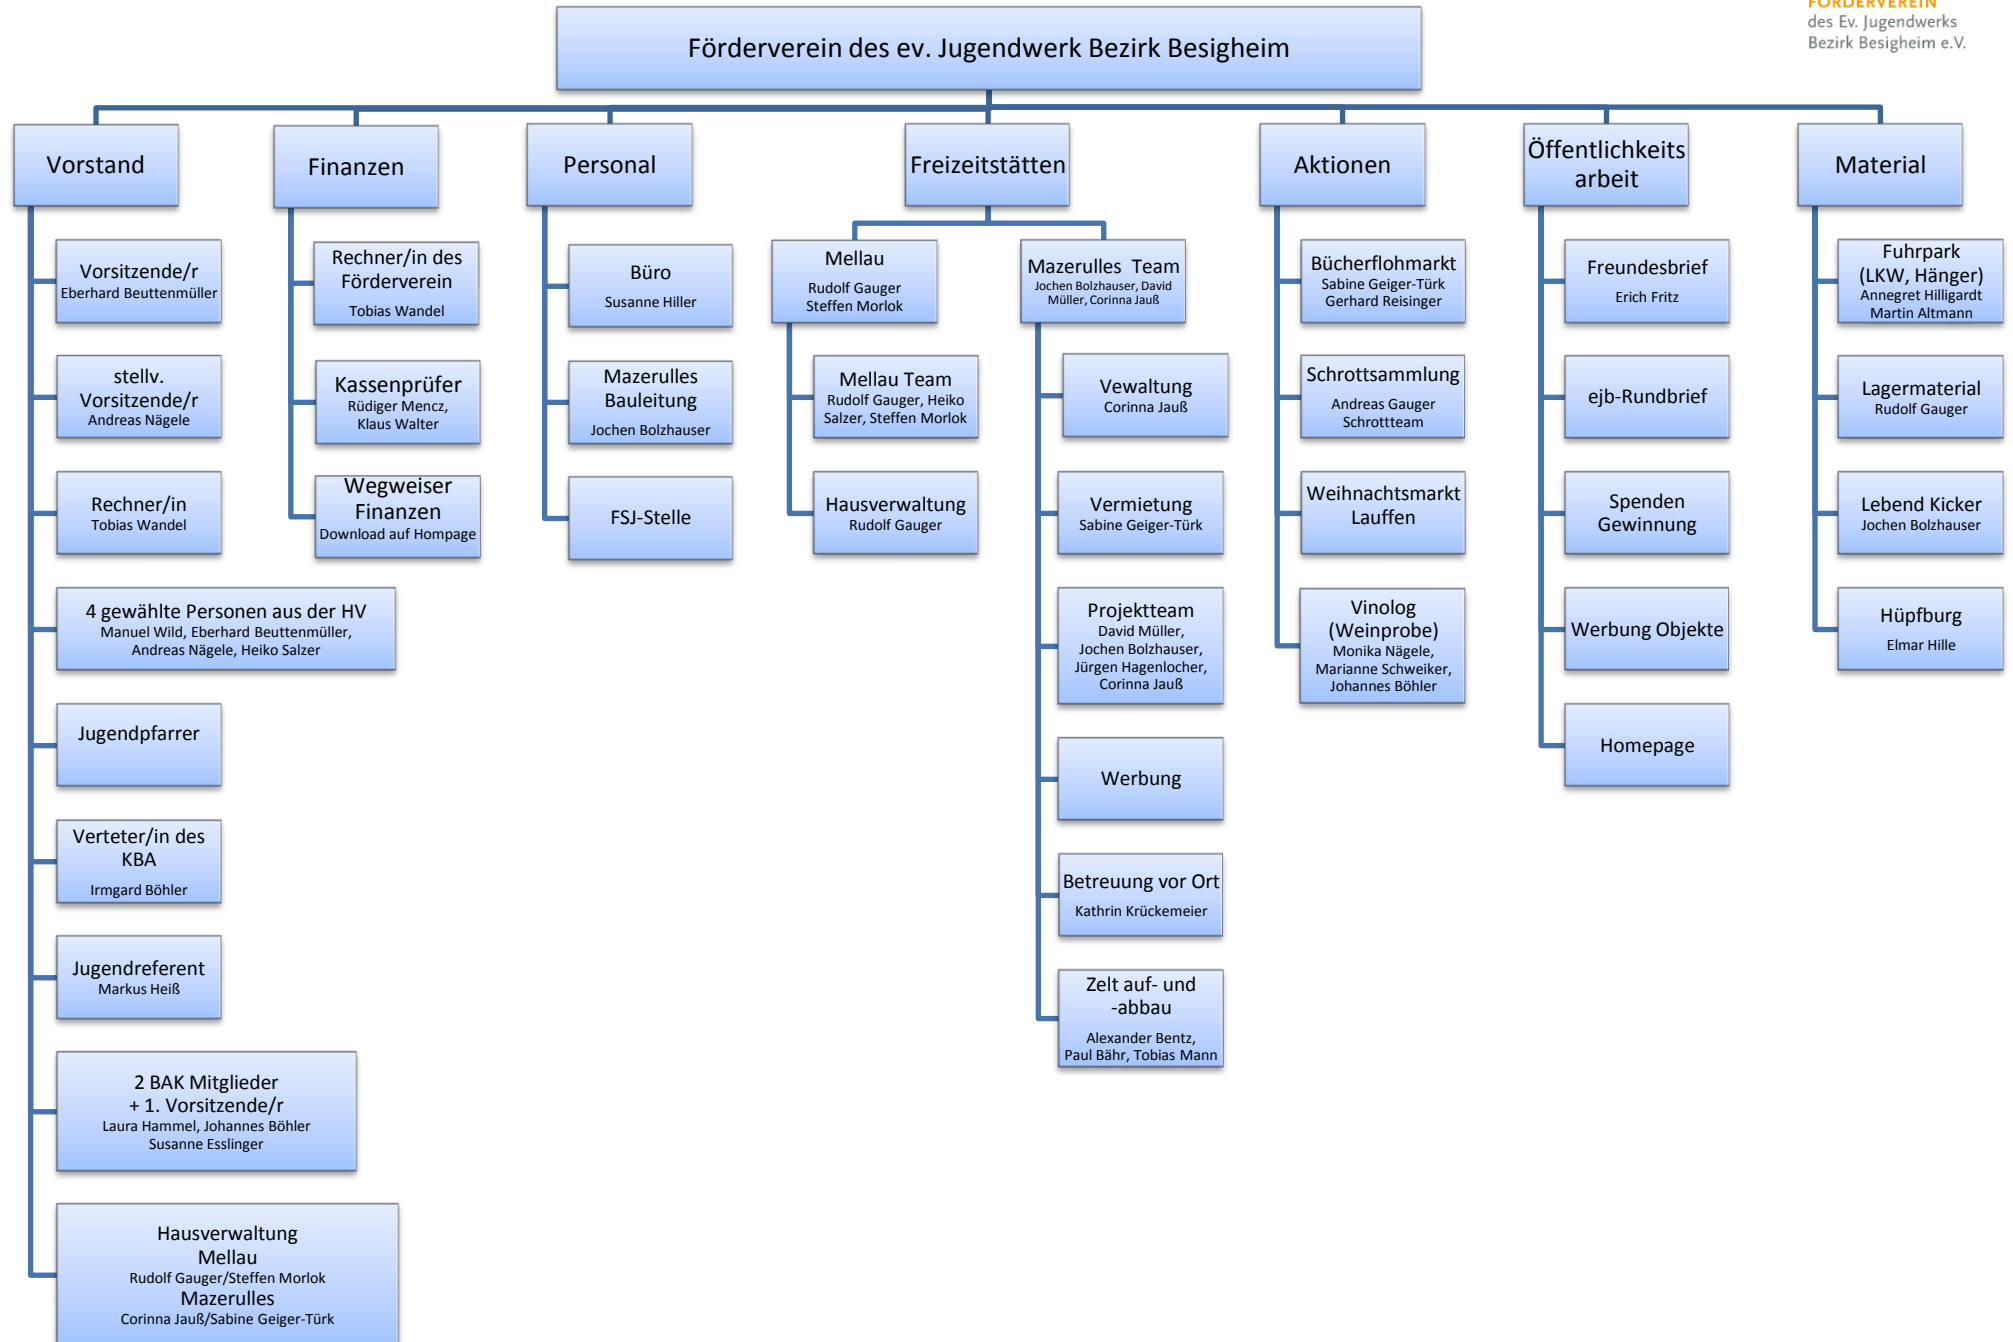 FÖRDERVEREIN
des Ev. Jugendwerks
Bezirk Besigheim e.V.
Förderverein des ev. Jugendwerk Bezirk Besigheim
Vorstand
Vorsitzende/r
Eberhard Beuttenmüller
stellv.
Vorsitzende/r
Andreas Nägele
Rechner/in
Tobias Wandel
4 gewählte Personen aus der HV
Manuel Wild, Eberhard Beuttenmüller,
Andreas Nägele, Heiko Salzer
Jugendpfarrer
Verteter/in des
KBA
Irmgard Böhler
Jugendreferent
Markus Heiß
2 BAK Mitglieder
+ 1. Vorsitzende/r
Laura Hammel, Johannes Böhler
Susanne Esslinger
Hausverwaltung
Mellau
Rudolf Gauger/Steffen Morlok
Mazerulles
Corinna Jauß/Sabine Geiger-Türk
Finanzen
Rechner/in des
Förderverein
Tobias Wandel
Kassenprüfer
Rüdiger Mencz,
Klaus Walter
Wegweiser
Finanzen
Download auf Hompage
Personal
Büro
Susanne Hiller
Mazerulles
Bauleitung
Jochen Bolzhauser
FSJ-Stelle
Freizeitstätten
Mellau
Rudolf Gauger
Steffen Morlok
Mellau Team
Rudolf Gauger, Heiko
Salzer, Steffen Morlok
Hausverwaltung
Rudolf Gauger
Mazerulles Team
Jochen Bolzhauser, David
Müller, Corinna Jauß
Vewaltung
Corinna Jauß
Vermietung
Sabine Geiger-Türk
Projektteam
David Müller,
Jochen Bolzhauser,
Jürgen Hagenlocher,
Corinna Jauß
Werbung
Betreuung vor Ort
Kathrin Krückemeier
Zelt auf- und
-abbau
Alexander Bentz,
Paul Bähr, Tobias Mann
Aktionen
Bücherflohmarkt
Sabine Geiger-Türk
Gerhard Reisinger
Schrottsammlung
Andreas Gauger
Schrottteam
Weihnachtsmarkt
Lauffen
Vinolog
(Weinprobe)
Monika Nägele,
Marianne Schweiker,
Johannes Böhler
Öffentlichkeits
arbeit
Freundesbrief
Erich Fritz
ejb-Rundbrief
Spenden
Gewinnung
Werbung Objekte
Homepage
Material
Fuhrpark
(LKW, Hänger)
Annegret Hilligardt
Martin Altmann
Lagermaterial
Rudolf Gauger
Lebend Kicker
Jochen Bolzhauser
Hüpfburg
Elmar Hille